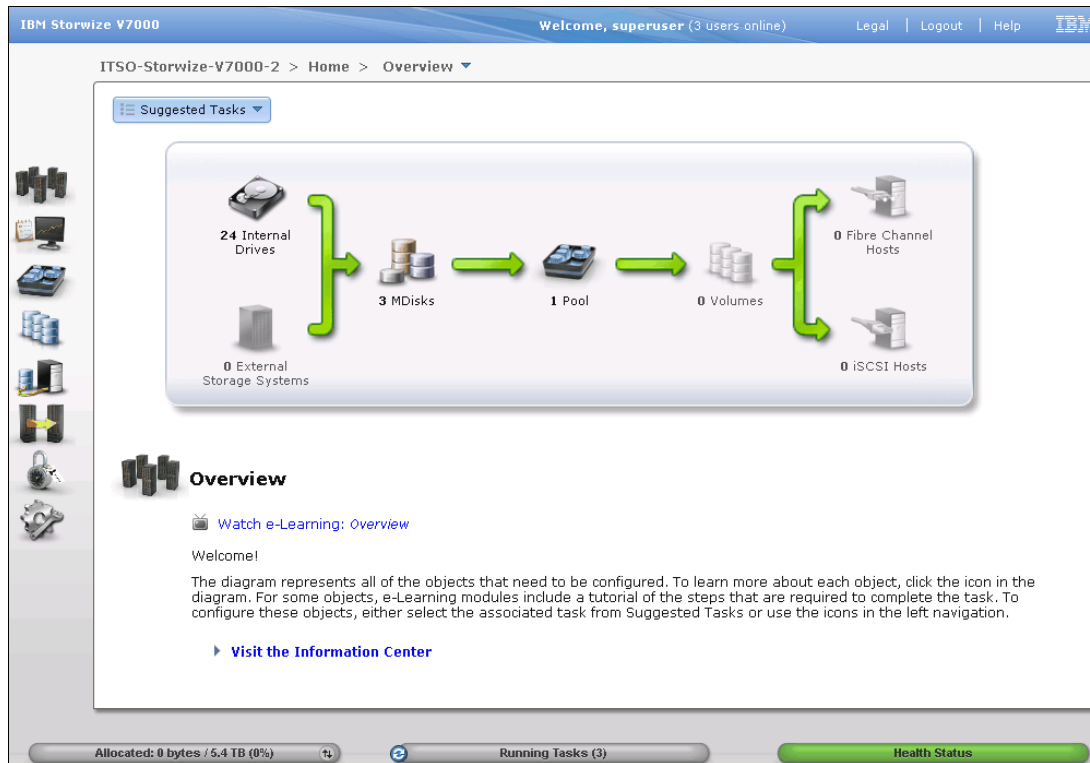 IBM Storwize V7000
Welcome, superuser (3 users online)
Legal | Logout | Help
IBM
ITSO-Storwize-V7000-2 > Home > Overview
Suggested Tasks
24 Internal
Drives
0 External
Storage Systems
3 MDisks
1 Pool
0 Volumes
0 Fibre Channel
Hosts
0 iSCSI Hosts
Overview
Watch e-Learning: Overview
Welcome!
The diagram represents all of the objects that need to be configured. To learn more about each object, click the icon in the
diagram. For some objects, e-Learning modules include a tutorial of the steps that are required to complete the task. To
configure these objects, either select the associated task from Suggested Tasks or use the icons in the left navigation.
Visit the Information Center
Allocated: 0 bytes / 5.4 TB (0%)
Running Tasks (3)
Health Status